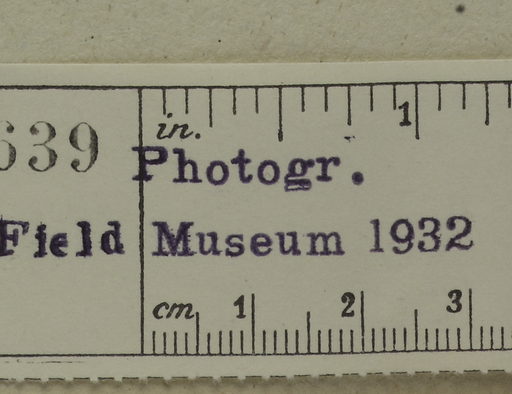 in. 1
639 Photogr.
Field Museum 1932
cm 1 2 3